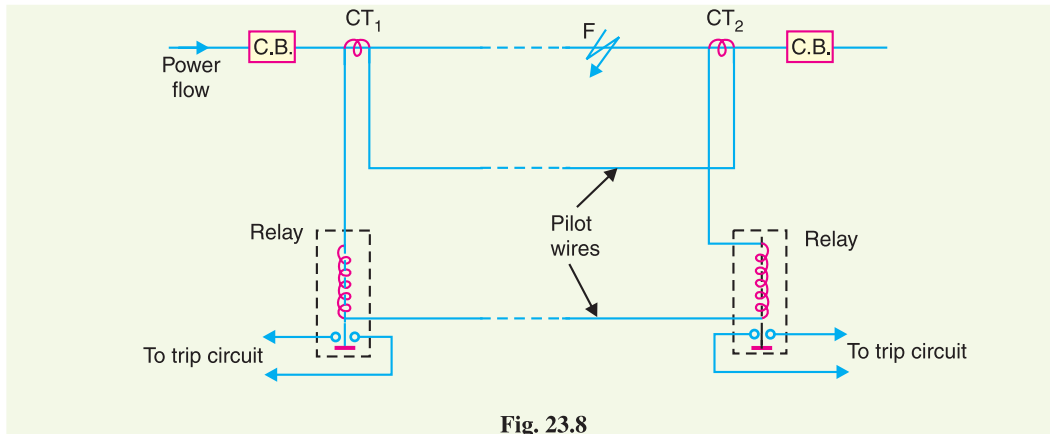 CT1 F CT2
C.B. C.B.
Power
flow
Pilot
wires
Relay Relay
To trip circuit To trip circuit
Fig. 23.8